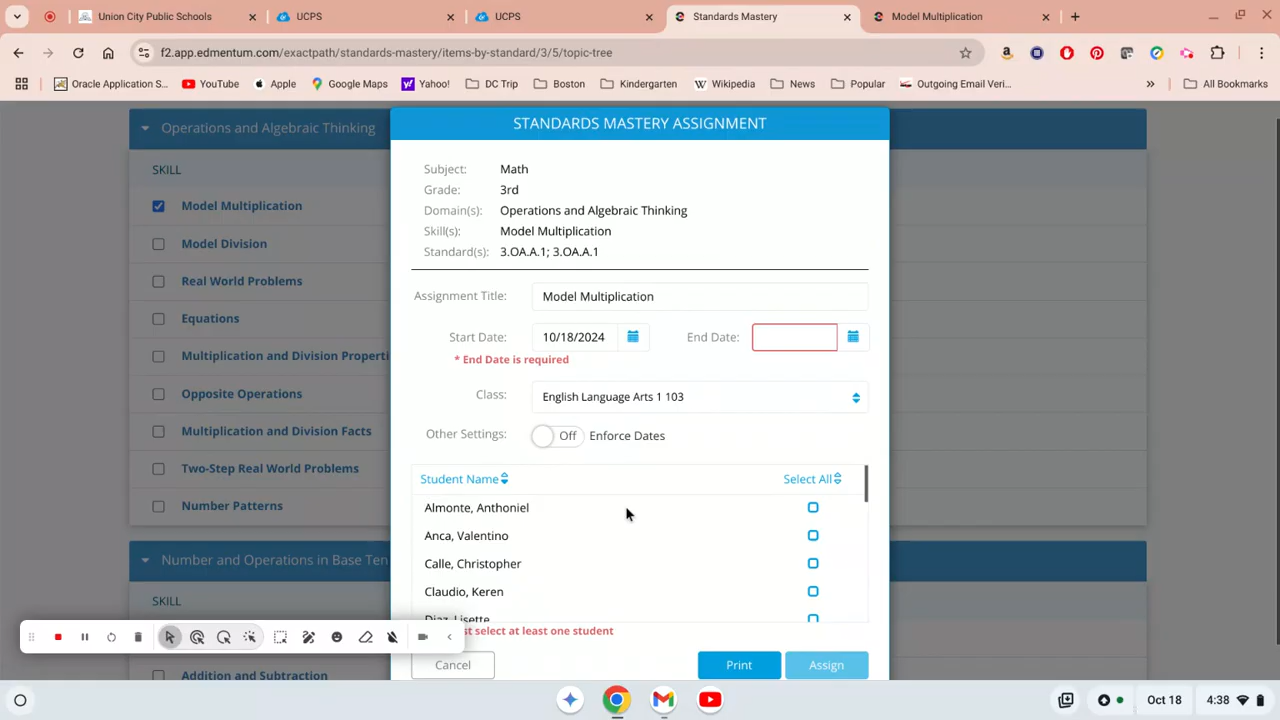 Union City Public Schools
UCPS
UCPS
Standards Mastery
Model Multiplication
f2.app.edmentum.com/exactpath/standards-mastery/items-by-standard/3/5/topic-tree
Oracle Application S...
YouTube
Apple
Google Maps
Yahoo!
DC Trip
Boston
Kindergarten
Wikipedia
News
Popular
Outgoing Email Veri...
All Bookmarks
Operations and Algebraic Thinking
SKILL
Model Multiplication
Model Division
Real World Problems
Equations
Multiplication and Division Properti
Opposite Operations
Multiplication and Division Facts
Two-Step Real World Problems
Number Patterns
Number and Operations in Base Ten
SKILL
Addition and Subtraction
STANDARDS MASTERY ASSIGNMENT
Subject: Math
Grade: 3rd
Domain(s): Operations and Algebraic Thinking
Skill(s): Model Multiplication
Standard(s): 3.OA.A.1; 3.OA.A.1
Assignment Title: Model Multiplication
Start Date: 10/18/2024 End Date:
* End Date is required
Class: English Language Arts 1 103
Other Settings: Off Enforce Dates
Student Name Select All
Almonte, Anthoniel
Anca, Valentino
Calle, Christopher
Claudio, Keren
Diaz, Lisette
st select at least one student
Cancel Print Assign
Oct 18 4:38